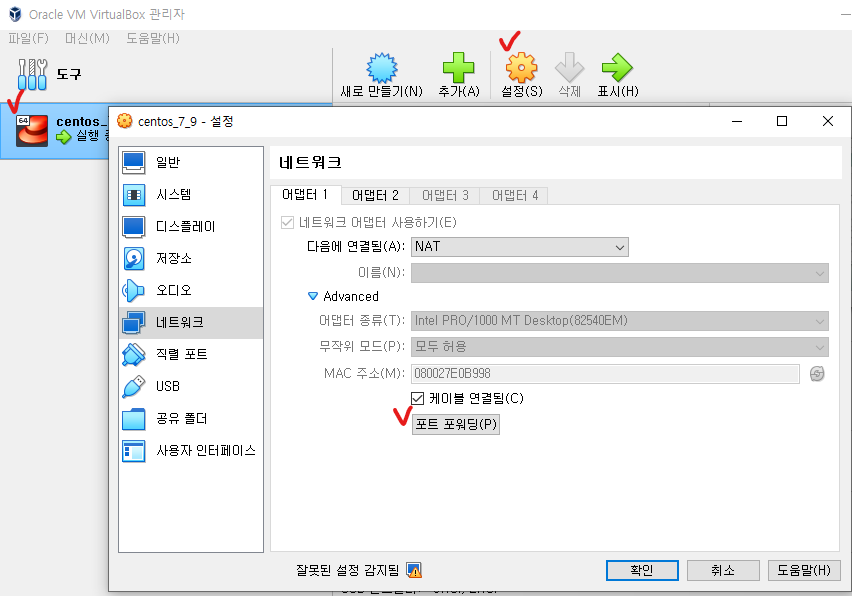 Oracle VM VirtualBox 관리자
파일(F) 머신(M) 도움말(H)
도구
새로 만들기(N) 추가(A) 설정(S) 삭제 표시(H)
64
centos_
실행
centos_7_9 - 설정
일반
시스템
디스플레이
저장소
오디오
네트워크
직렬 포트
USB
공유 폴더
사용자 인터페이스
네트워크
어댑터 1 어댑터 2 어댑터 3 어댑터 4
네트워크 어댑터 사용하기(E)
다음에 연결됨(A): NAT
이름(N):
Advanced
어댑터 종류(T): Intel PRO/1000 MT Desktop(82540EM)
무작위 모드(P): 모두 허용
MAC 주소(M): 080027E0B998
케이블 연결됨(C)
포트 포워딩(P)
잘못된 설정 감지됨
확인 취소 도움말(H)